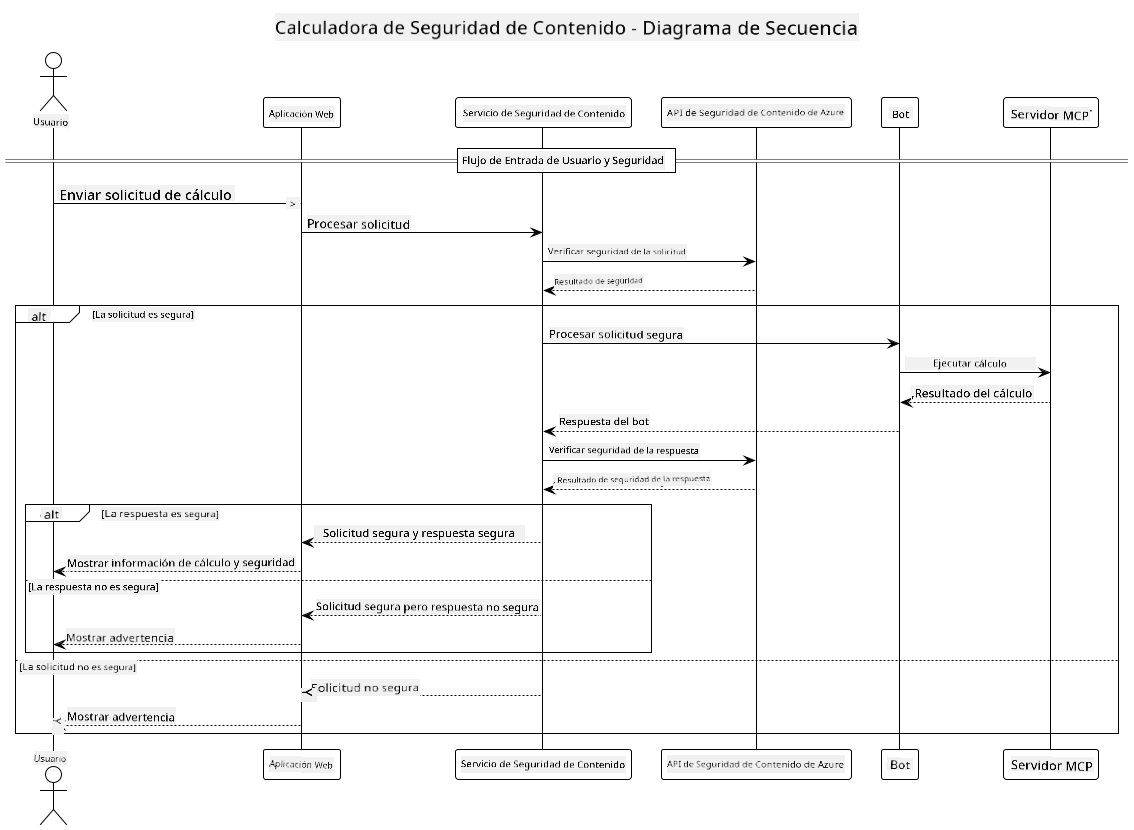 Calculadora de Seguridad de Contenido - Diagrama de Secuencia
Usuario
Aplicación Web
Servicio de Seguridad de Contenido
API de Seguridad de Contenido de Azure
Bot
Servidor MCP
Flujo de Entrada de Usuario y Seguridad
Enviar solicitud de cálculo
Procesar solicitud
Verificar seguridad de la solicitud
Resultado de seguridad
alt
[La solicitud es segura]
Procesar solicitud segura
Ejecutar cálculo
Resultado del cálculo
Respuesta del bot
Verificar seguridad de la respuesta
Resultado de seguridad de la respuesta
alt
[La respuesta es segura]
Solicitud segura y respuesta segura
Mostrar información de cálculo y seguridad
[La respuesta no es segura]
Solicitud segura pero respuesta no segura
Mostrar advertencia
[La solicitud no es segura]
Solicitud no segura
Mostrar advertencia
Usuario
Aplicación Web
Servicio de Seguridad de Contenido
API de Seguridad de Contenido de Azure
Bot
Servidor MCP